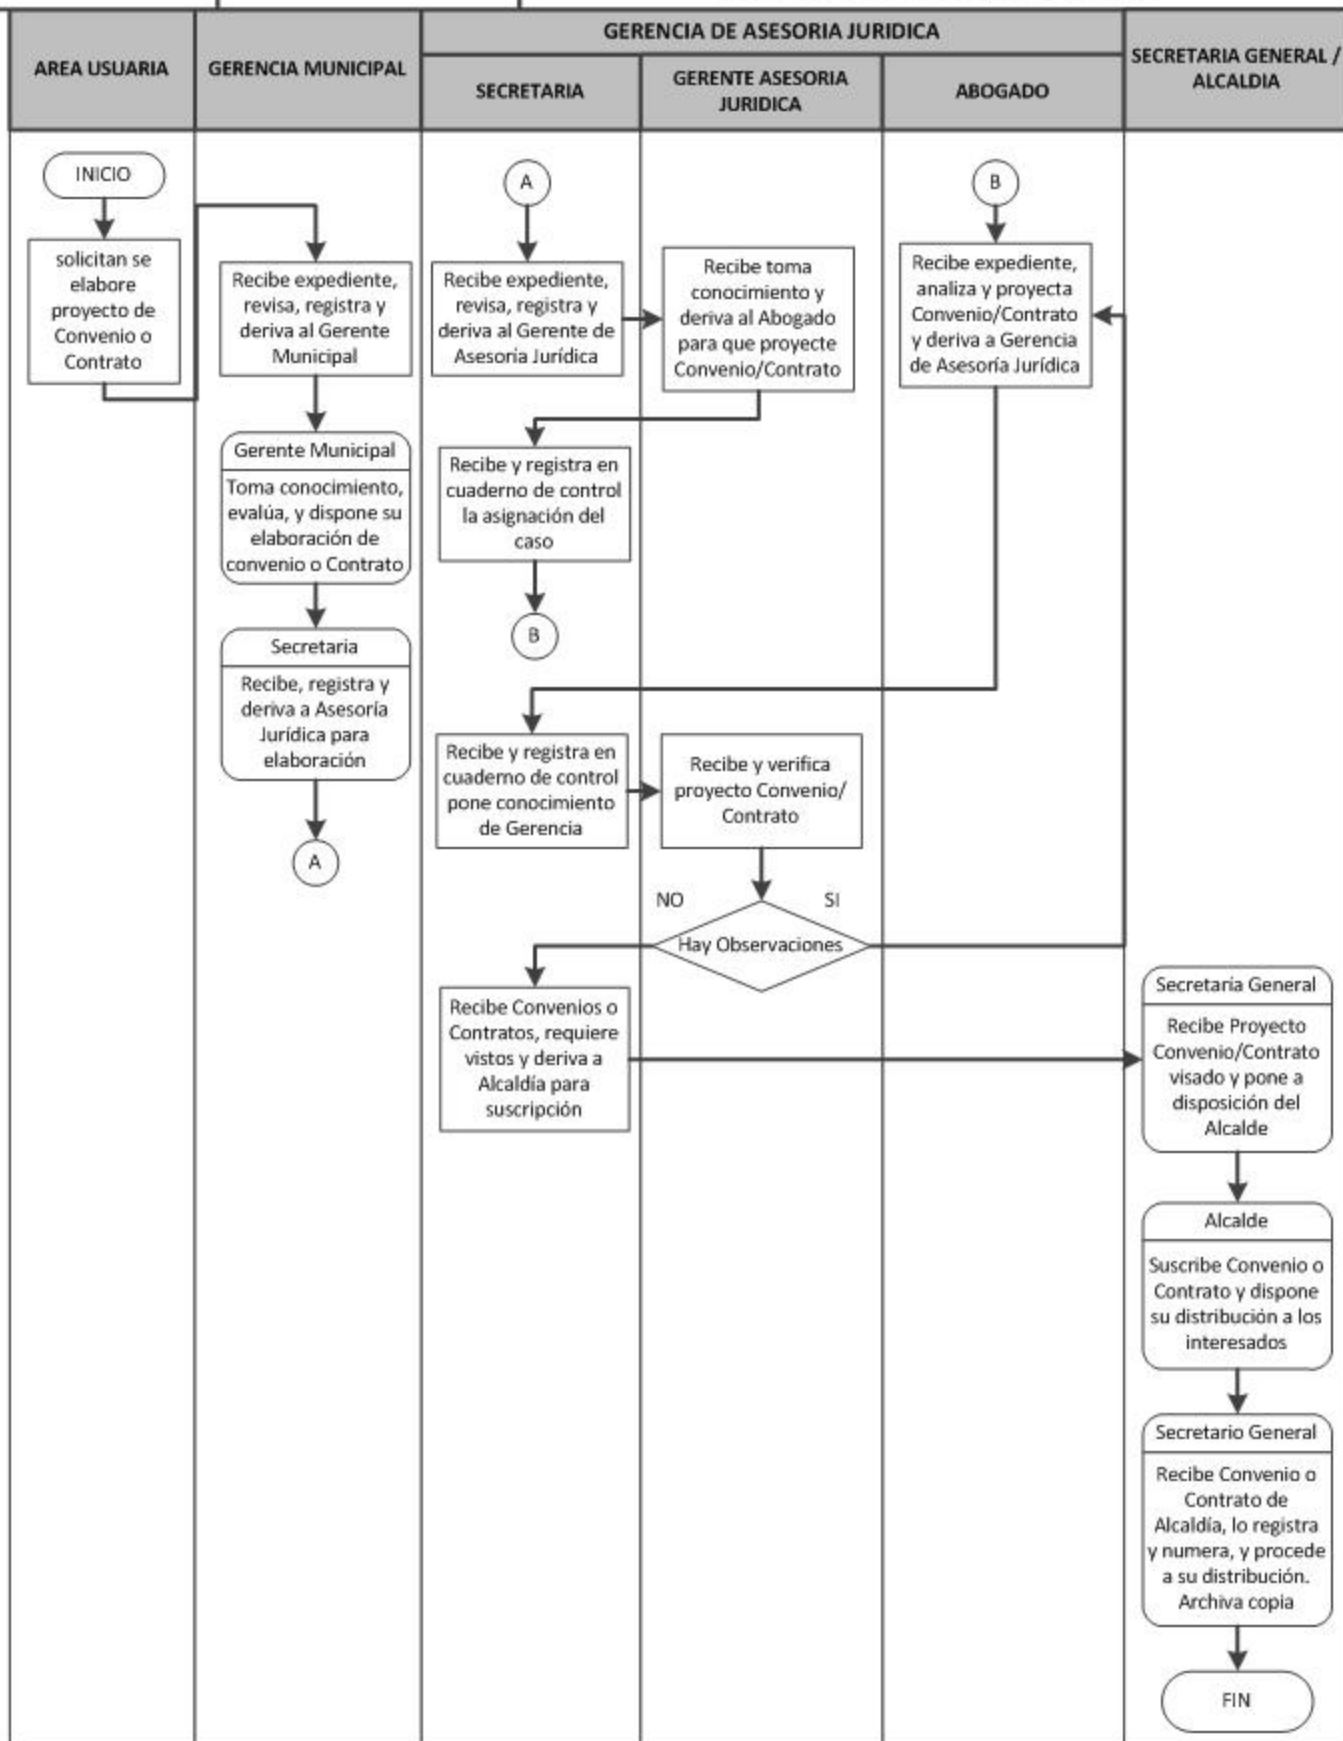 AREA USUARIA
GERENCIA MUNICIPAL
GERENCIA DE ASESORIA JURIDICA
SECRETARIA
GERENTE ASESORIA
JURIDICA
ABOGADO
SECRETARIA GENERAL /
ALCALDIA
INICIO
solicitan se
elabore
proyecto de
Convenio o
Contrato
Recibe expediente,
revisa, registra y
deriva al Gerente
Municipal
Gerente Municipal
Toma conocimiento,
evalúa, y dispone su
elaboración de
convenio o Contrato
Secretaria
Recibe, registra y
deriva a Asesoría
Jurídica para
elaboración
A
A
Recibe expediente,
revisa, registra y
deriva al Gerente de
Asesoría Jurídica
Recibe toma
conocimiento y
deriva al Abogado
para que proyecte
Convenio/Contrato
Recibe y registra en
cuaderno de control
la asignación del
caso
B
B
Recibe expediente,
analiza y proyecta
Convenio/Contrato
y deriva a Gerencia
de Asesoría Jurídica
Recibe y registra en
cuaderno de control
pone conocimiento
de Gerencia
Recibe y verifica
proyecto Convenio/
Contrato
NO
SI
Hay Observaciones
Recibe Convenios o
Contratos, requiere
vistos y deriva a
Alcaldía para
suscripción
Secretaria General
Recibe Proyecto
Convenio/Contrato
visado y pone a
disposición del
Alcalde
Alcalde
Suscribe Convenio o
Contrato y dispone
su distribución a los
interesados
Secretario General
Recibe Convenio o
Contrato de
Alcaldía, lo registra
y numera, y procede
a su distribución.
Archiva copia
FIN